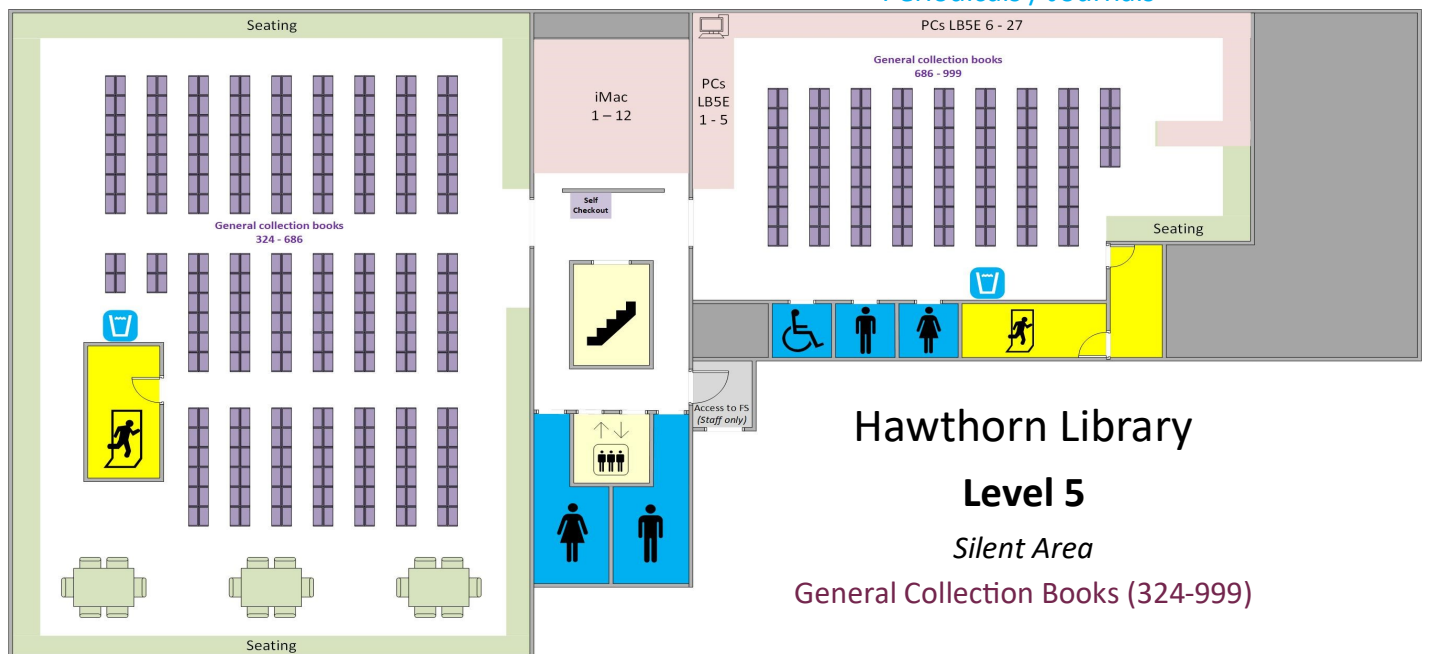 Periodicals / Journals
Seating
PCs LB5E 6 - 27
General collection books
686 - 999
iMac
1 – 12
PCs
LB5E
1 - 5
Self
Checkout
General collection books
324 - 686
Seating
Access to FS
(Staff only)
Hawthorn Library
Level 5
Silent Area
General Collection Books (324-999)
Seating